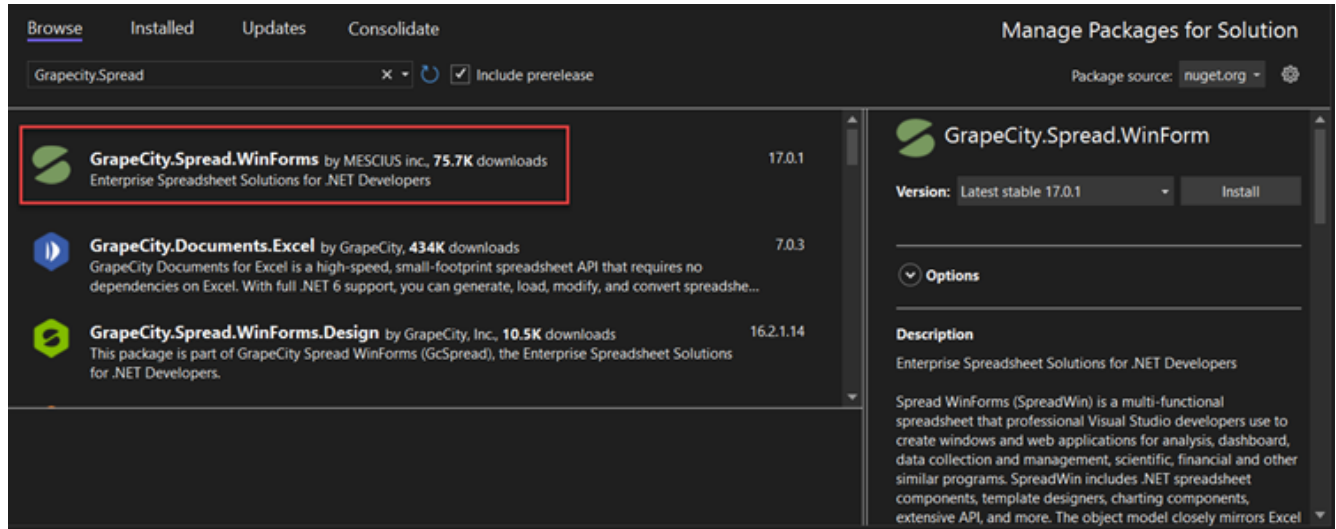 Browse Installed Updates Consolidate
Manage Packages for Solution
Grapecity.Spread
Include prerelease
Package source: nuget.org
GrapeCity.Spread.WinForms by MESCIUS inc., 75.7K downloads
17.0.1
Enterprise Spreadsheet Solutions for .NET Developers
GrapeCity.Documents.Excel by GrapeCity, 434K downloads
7.0.3
GrapeCity Documents for Excel is a high-speed, small-footprint spreadsheet API that requires no
dependencies on Excel. With full .NET 6 support, you can generate, load, modify, and convert spreadshe...
GrapeCity.Spread.WinForms.Design by GrapeCity, Inc., 10.5K downloads
16.2.1.14
This package is part of GrapeCity Spread WinForms (GcSpread), the Enterprise Spreadsheet Solutions
for .NET Developers.
GrapeCity.Spread.WinForm
Version: Latest stable 17.0.1
Install
Options
Description
Enterprise Spreadsheet Solutions for .NET Developers
Spread WinForms (SpreadWin) is a multi-functional
spreadsheet that professional Visual Studio developers use to
create windows and web applications for analysis, dashboard,
data collection and management, scientific, financial and other
similar programs. SpreadWin includes .NET spreadsheet
components, template designers, charting components,
extensive API, and more. The object model closely mirrors Excel